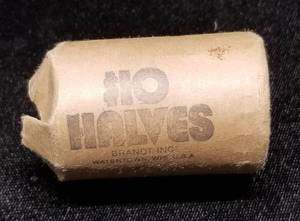 $10
HALVES
BRANDT INC.
WATERTOWN, WIS. U.S.A.